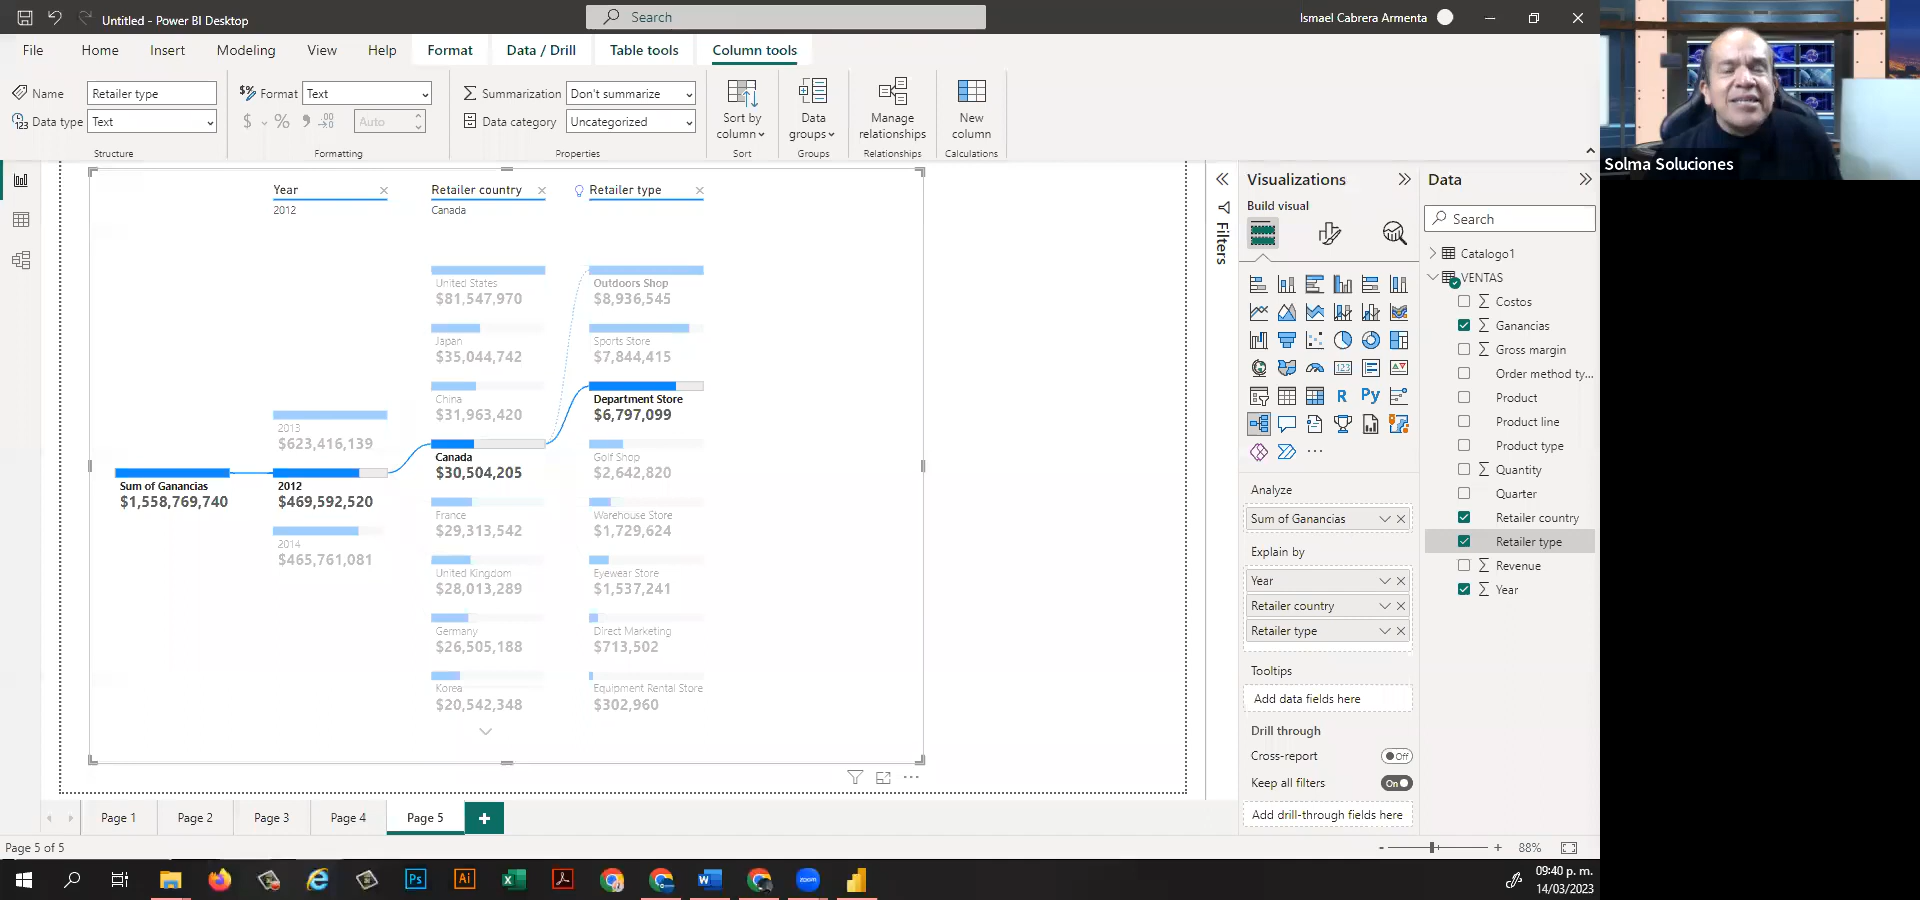 Untitled - Power BI Desktop
Search
Ismael Cabrera Armenta
File
Home
Insert
Modeling
View
Help
Format
Data / Drill
Table tools
Column tools
Name
Retailer type
Data type
Text
Structure
Format
Text
$
%
Auto
Formatting
Summarization
Don't summarize
Data category
Uncategorized
Properties
Sort by
column
Sort
Data
groups
Groups
Manage
relationships
Relationships
New
column
Calculations
Solma Soluciones
Year
2012
Retailer country
Canada
Retailer type
Sum of Ganancias
$1,558,769,740
2013
$623,416,139
2012
$469,592,520
2014
$465,761,081
United States
$81,547,970
Japan
$35,044,742
China
$31,963,420
Canada
$30,504,205
France
$29,313,542
United Kingdom
$28,013,289
Germany
$26,505,188
Korea
$20,542,348
Outdoors Shop
$8,936,545
Sports Store
$7,844,415
Department Store
$6,797,099
Golf Shop
$2,642,820
Warehouse Store
$1,729,624
Eyewear Store
$1,537,241
Direct Marketing
$713,502
Equipment Rental Store
$302,960
Filters
Visualizations
Build visual
123
R
Py
Analyze
Sum of Ganancias
Explain by
Year
Retailer country
Retailer type
Tooltips
Add data fields here
Drill through
Cross-report
Off
Keep all filters
On
Add drill-through fields here
Data
Search
Catalogo1
VENTAS
Costos
Ganancias
Gross margin
Order method ty...
Product
Product line
Product type
Quantity
Quarter
Retailer country
Retailer type
Revenue
Year
Page 1
Page 2
Page 3
Page 4
Page 5
Page 5 of 5
88%
Ps
Ai
zoom
09:40 p. m.
14/03/2023